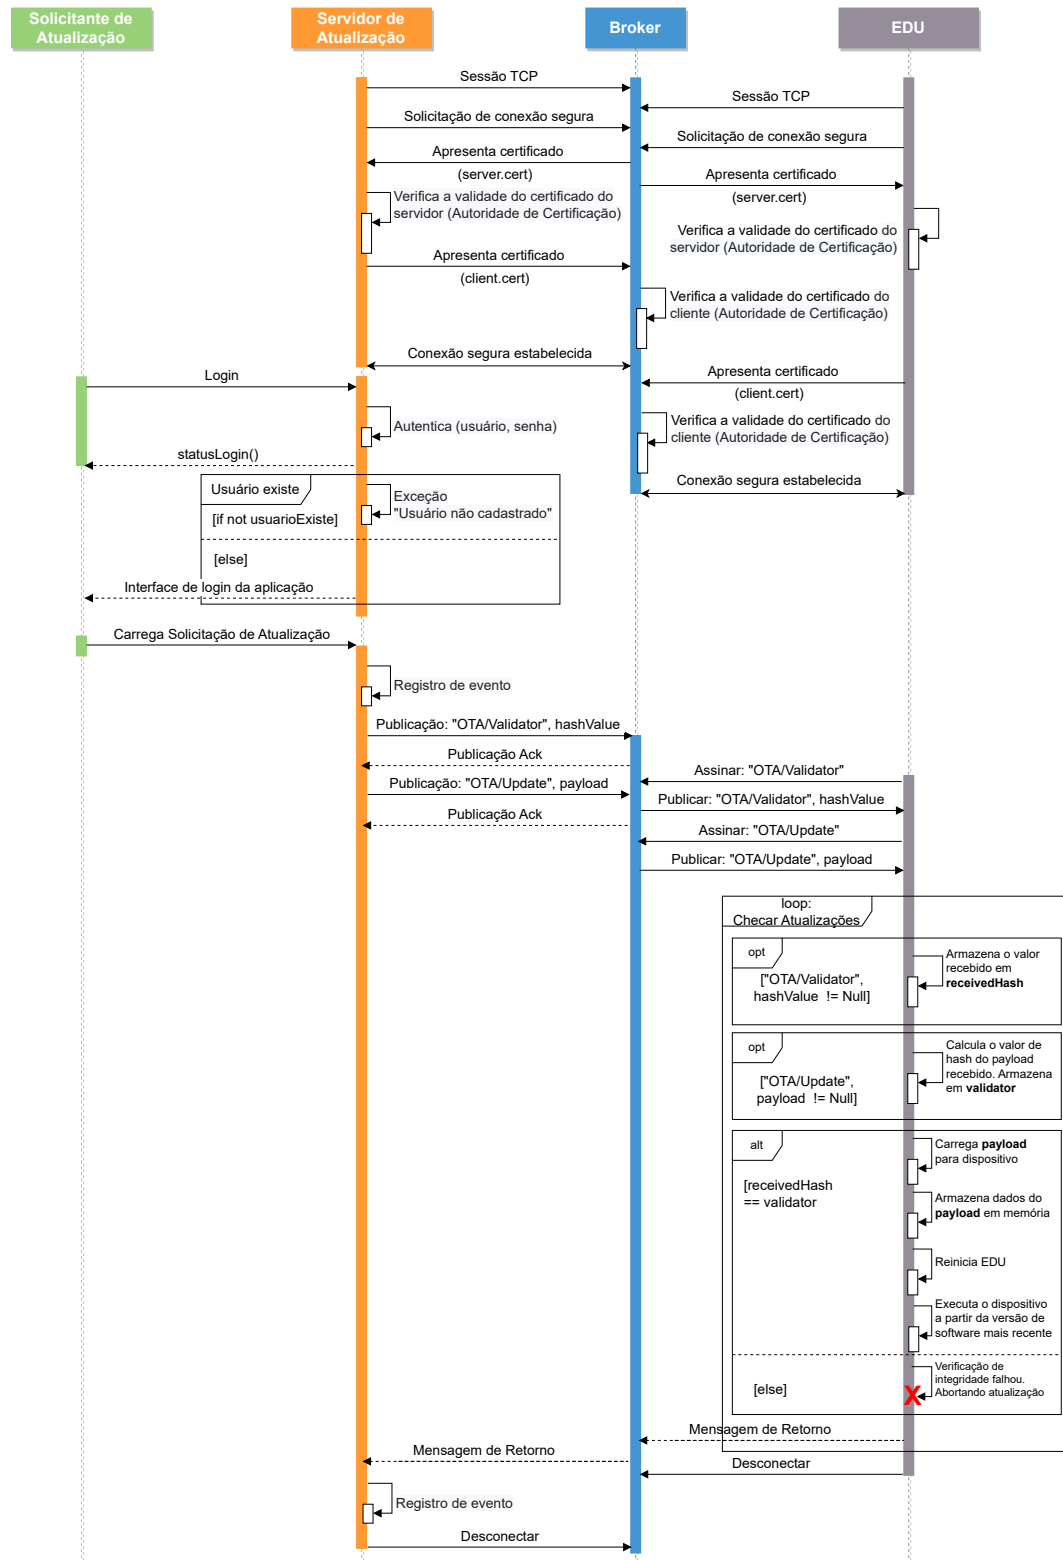 Solicitante de
Atualização
Servidor de
Atualização
Broker
EDU
Sessão TCP
Sessão TCP
Solicitação de conexão segura
Solicitação de conexão segura
Apresenta certificado
(server.cert)
Apresenta certificado
(server.cert)
Verifica a validade do certificado do
servidor (Autoridade de Certificação)
Verifica a validade do certificado do
servidor (Autoridade de Certificação)
Apresenta certificado
(client.cert)
Verifica a validade do certificado do
cliente (Autoridade de Certificação)
Conexão segura estabelecida
Login
Apresenta certificado
(client.cert)
Autentica (usuário, senha)
Verifica a validade do certificado do
cliente (Autoridade de Certificação)
statusLogin()
Conexão segura estabelecida
Usuário existe
Exceção
"Usuário não cadastrado"
[if not usuarioExiste]
[else]
Interface de login da aplicação
Carrega Solicitação de Atualização
Registro de evento
Publicação: "OTA/Validator", hashValue
Publicação Ack
Assinar: "OTA/Validator"
Publicação: "OTA/Update", payload
Publicar: "OTA/Validator", hashValue
Publicação Ack
Assinar: "OTA/Update"
Publicar: "OTA/Update", payload
loop:
Checar Atualizações
opt
["OTA/Validator",
hashValue != Null]
Armazena o valor
recebido em
receivedHash
opt
["OTA/Update",
payload != Null]
Calcula o valor de
hash do payload
recebido. Armazena
em validator
alt
[receivedHash
== validator
Carrega payload
para dispositivo
Armazena dados do
payload em memória
Reinicia EDU
Executa o dispositivo
a partir da versão de
software mais recente
[else]
Verificação de
integridade falhou.
Abortando atualização
X
Mensagem de Retorno
Mensagem de Retorno
Desconectar
Registro de evento
Desconectar